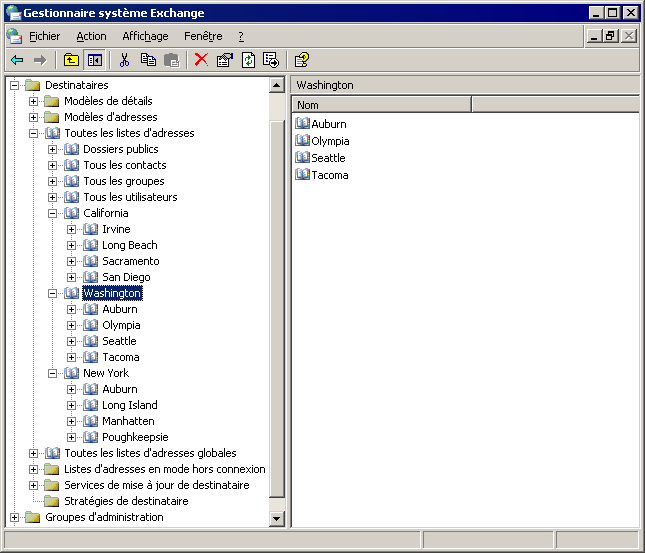 Gestionnaire système Exchange
Fichier Action Affichage Fenêtre ?
Destinataires
Modèles de détails
Modèles d'adresses
Toutes les listes d'adresses
Dossiers publics
Tous les contacts
Tous les groupes
Tous les utilisateurs
California
Irvine
Long Beach
Sacramento
San Diego
Washington
Auburn
Olympia
Seattle
Tacoma
New York
Auburn
Long Island
Manhatten
Poughkeepsie
Toutes les listes d'adresses globales
Listes d'adresses en mode hors connexion
Services de mise à jour de destinataire
Stratégies de destinataire
Groupes d'administration
Washington
Nom
Auburn
Olympia
Seattle
Tacoma